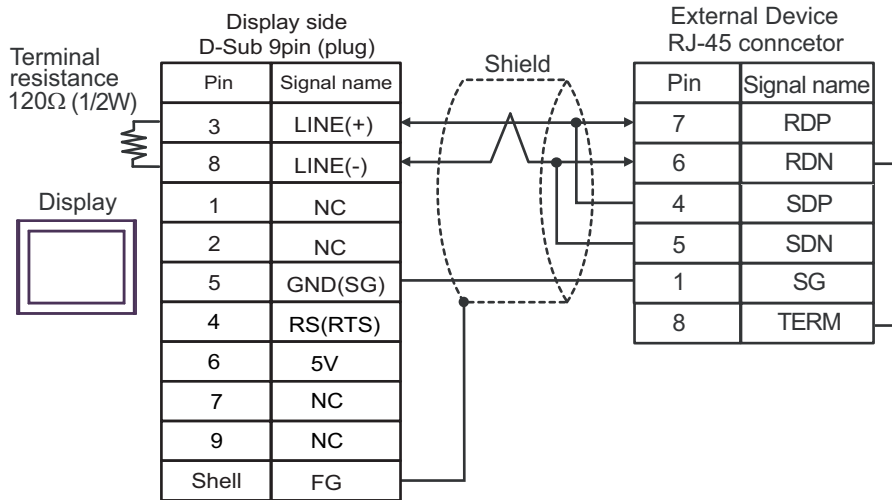 Display side
D-Sub 9pin (plug)
External Device
RJ-45 conncetor
Terminal
resistance
120Ω (1/2W)
Shield
Display
Pin Signal name
3 LINE(+)
8 LINE(-)
1 NC
2 NC
5 GND(SG)
4 RS(RTS)
6 5V
7 NC
9 NC
Shell FG
Pin Signal name
7 RDP
6 RDN
4 SDP
5 SDN
1 SG
8 TERM